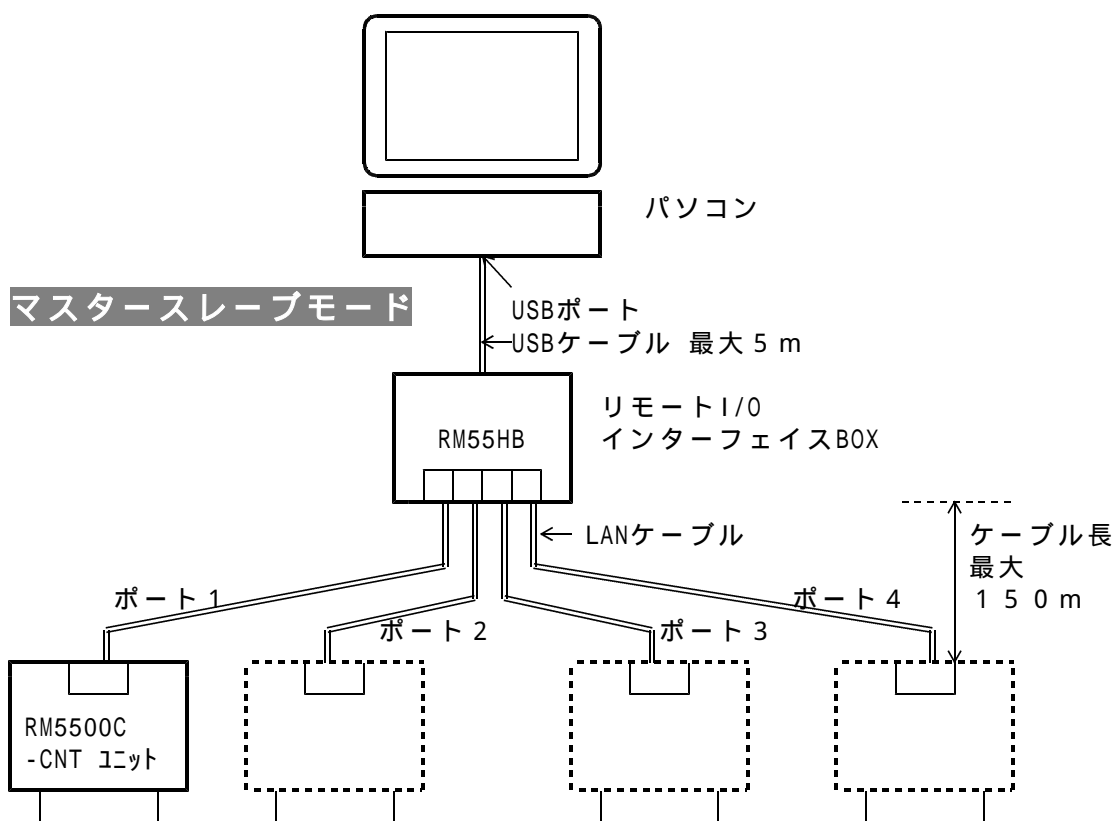 パソコン
マスタースレーブモード
USBポート
USBケーブル 最大5m
リモートI/O
インターフェイスBOX
RM55HB
LANケーブル
ケーブル長
最大
150m
ポート1
ポート2
ポート3
ポート4
RM5500C
-CNT ユニット